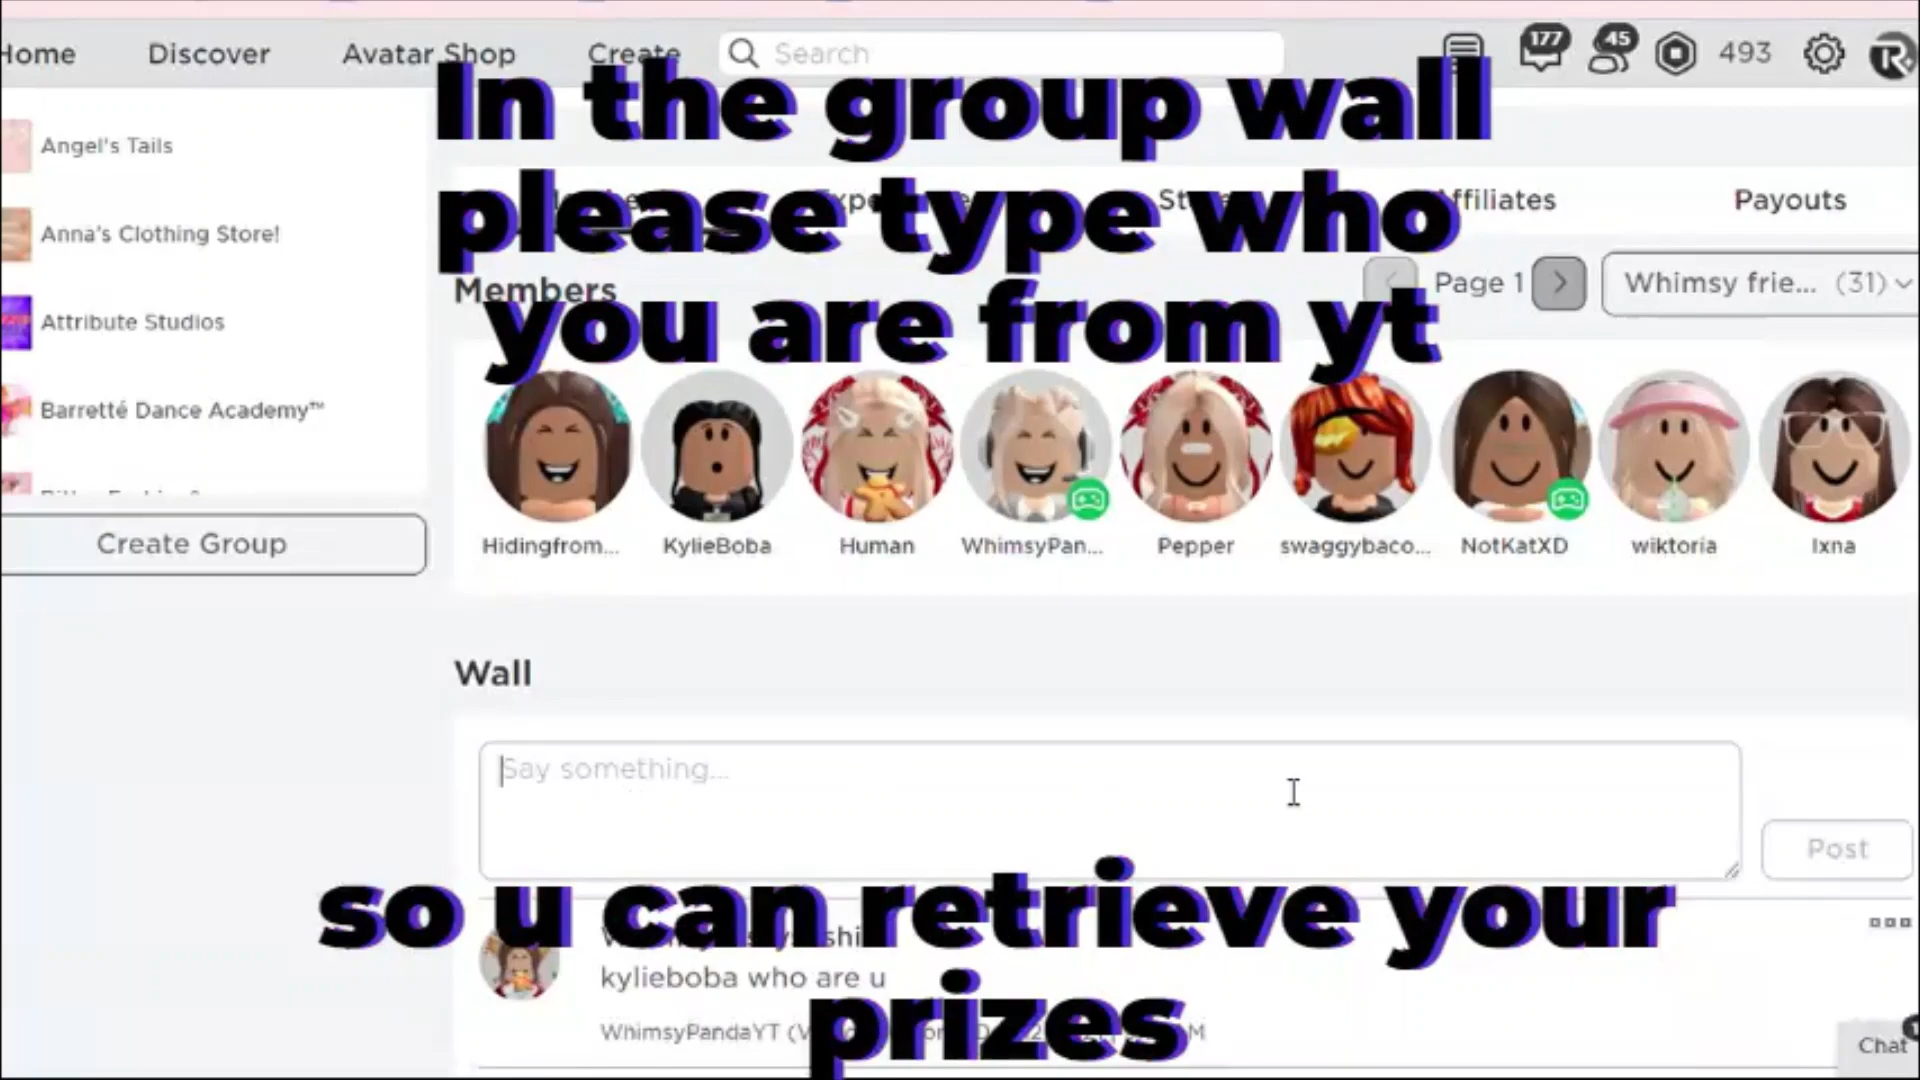 Home Discover Avatar Shop Create Search 177 45 493
In the group wall
please type who
you are from yt
Affiliates Payouts
Members Page 1 Whimsy frie... (31)
Angel's Tails
Anna's Clothing Store!
Attribute Studios
Barretté Dance Academy™
Create Group
Hidingfrom... KylieBoba Human WhimsyPan... Pepper swaggybaco... NotKatXD wiktoria Ixna
Wall
Say something...
Post
so u can retrieve your
prizes
kylieboba who are u
WhimsyPandaYT
Chat